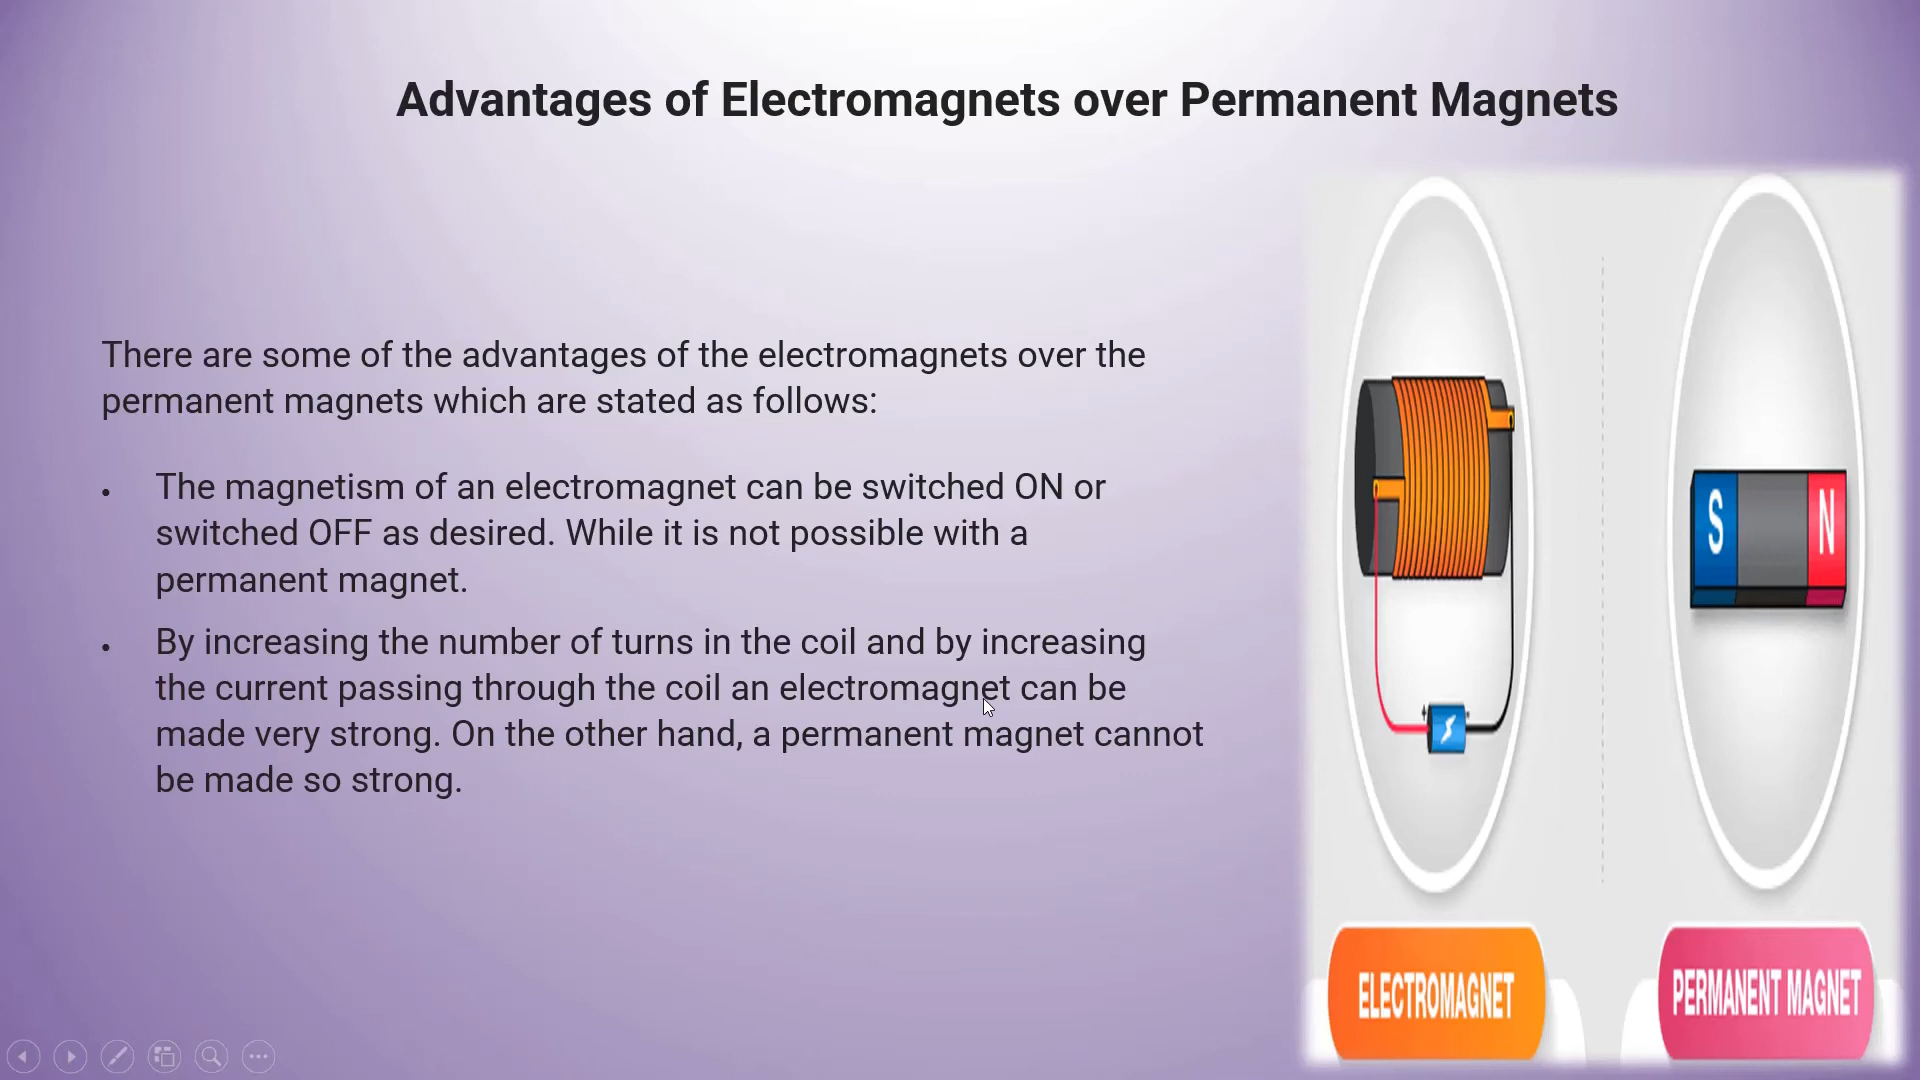 Advantages of Electromagnets over Permanent Magnets
There are some of the advantages of the electromagnets over the
permanent magnets which are stated as follows:
• The magnetism of an electromagnet can be switched ON or
switched OFF as desired. While it is not possible with a
permanent magnet.
• By increasing the number of turns in the coil and by increasing
the current passing through the coil an electromagnet can be
made very strong. On the other hand, a permanent magnet cannot
be made so strong.
+ -
S N
ELECTROMAGNET
PERMANENT MAGNET